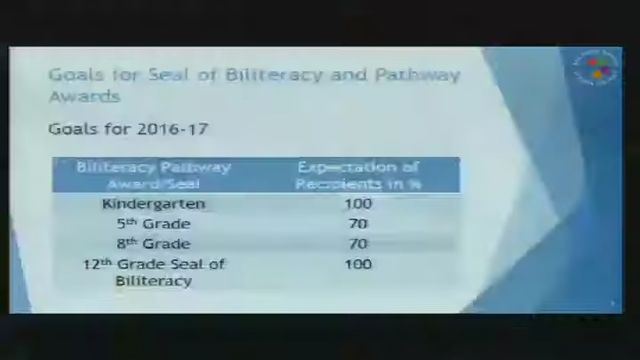 Goals for Seal of Biliteracy and Pathway
Awards
Goals for 2016-17
Biliteracy Pathway
Award/Seal
Expectation of
Recipients in %
Kindergarten 100
5th Grade 70
8th Grade 70
12th Grade Seal of
Biliteracy
100